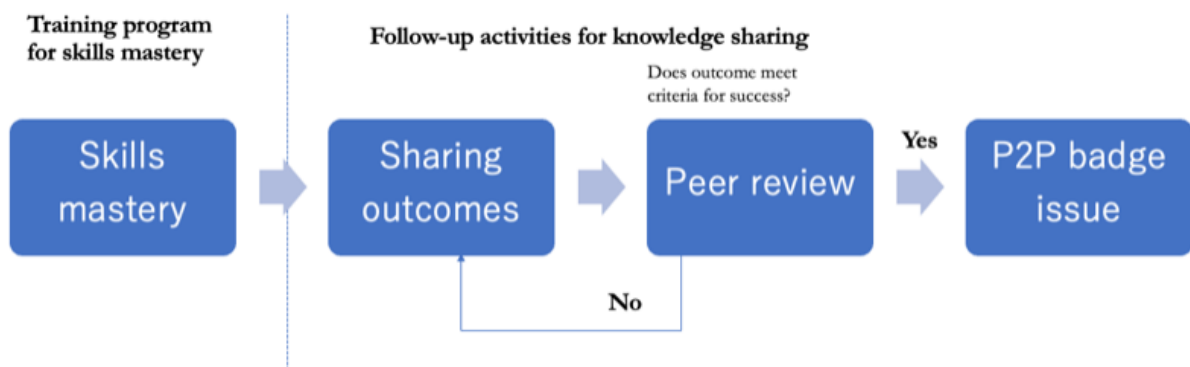 Training program
for skills mastery
Follow-up activities for knowledge sharing
Does outcome meet
criteria for success?
Skills
mastery
Sharing
outcomes
Peer review
Yes
P2P badge
issue
No